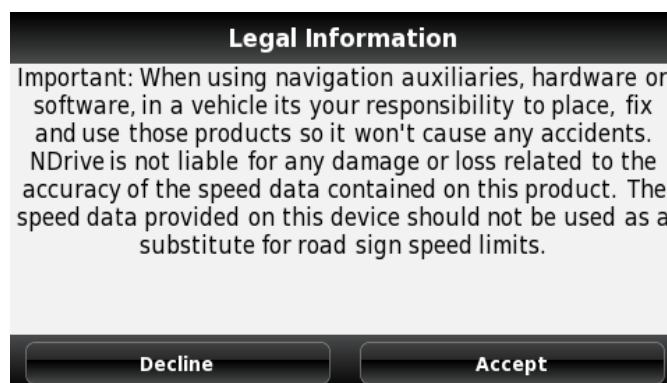 Legal Information
Important: When using navigation auxiliaries, hardware or
software, in a vehicle its your responsibility to place, fix
and use those products so it won't cause any accidents.
NDrive is not liable for any damage or loss related to the
accuracy of the speed data contained on this product. The
speed data provided on this device should not be used as a
substitute for road sign speed limits.
Decline
Accept